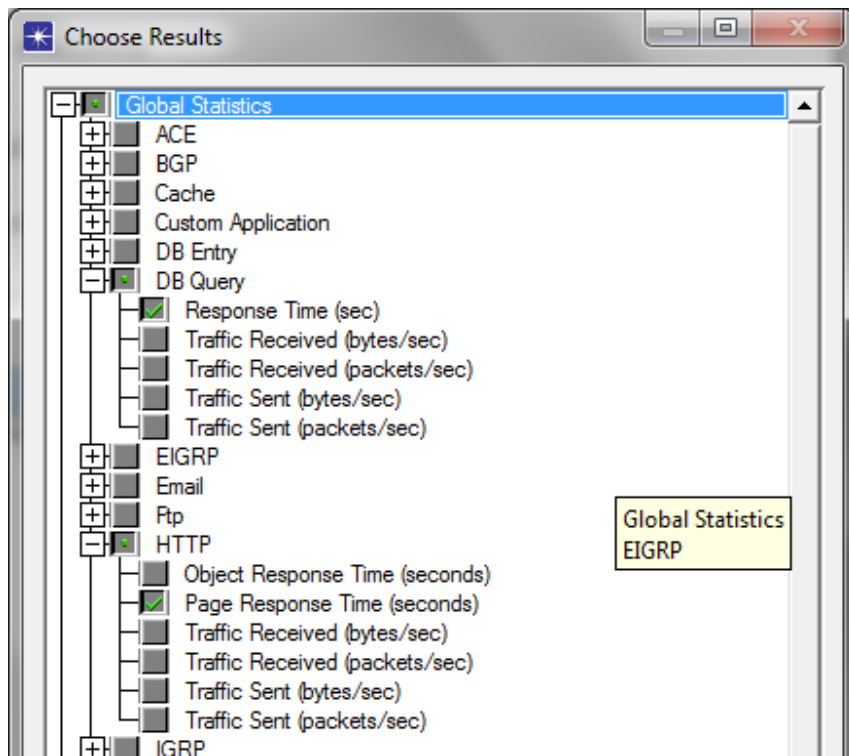 Choose Results
Global Statistics
ACE
BGP
Cache
Custom Application
DB Entry
DB Query
Response Time (sec)
Traffic Received (bytes/sec)
Traffic Received (packets/sec)
Traffic Sent (bytes/sec)
Traffic Sent (packets/sec)
EIGRP
Email
Ftp
Global Statistics
EIGRP
HTTP
Object Response Time (seconds)
Page Response Time (seconds)
Traffic Received (bytes/sec)
Traffic Received (packets/sec)
Traffic Sent (bytes/sec)
Traffic Sent (packets/sec)
IGRP